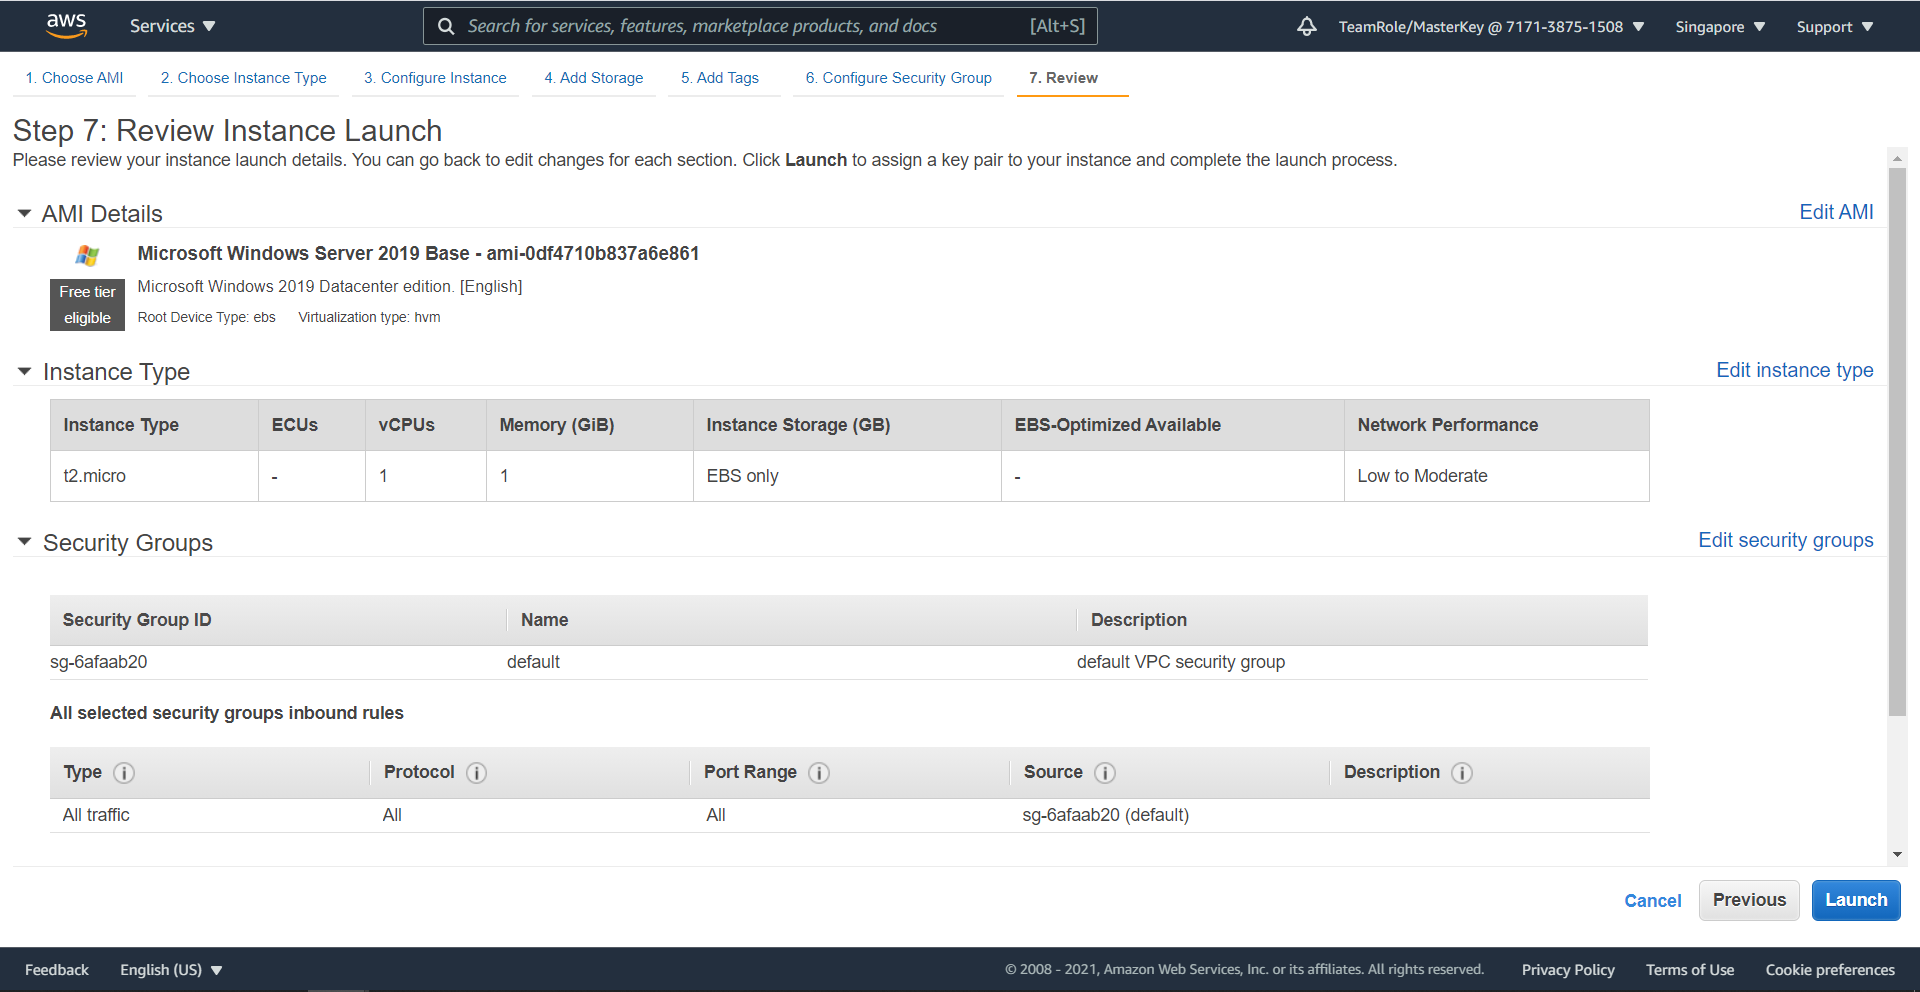 aws Services Search for services, features, marketplace products, and docs [Alt+S] TeamRole/MasterKey @ 7171-3875-1508 Singapore Support
1. Choose AMI 2. Choose Instance Type 3. Configure Instance 4. Add Storage 5. Add Tags 6. Configure Security Group 7. Review
Step 7: Review Instance Launch
Please review your instance launch details. You can go back to edit changes for each section. Click Launch to assign a key pair to your instance and complete the launch process.
AMI Details Edit AMI
Microsoft Windows Server 2019 Base - ami-0df4710b837a6e861
Free tier
eligible
Microsoft Windows 2019 Datacenter edition. [English]
Root Device Type: ebs Virtualization type: hvm
Instance Type Edit instance type
Instance Type ECUs vCPUs Memory (GiB) Instance Storage (GB) EBS-Optimized Available Network Performance
t2.micro - 1 1 EBS only - Low to Moderate
Security Groups Edit security groups
Security Group ID Name Description
sg-6afaab20 default default VPC security group
All selected security groups inbound rules
Type Protocol Port Range Source Description
All traffic All All sg-6afaab20 (default)
Cancel Previous Launch
Feedback English (US) © 2008 - 2021, Amazon Web Services, Inc. or its affiliates. All rights reserved. Privacy Policy Terms of Use Cookie preferences